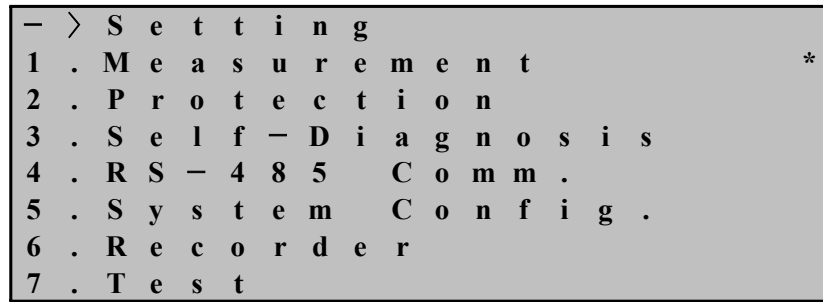 -> Setting
1.Measurement *
2.Protection
3.Self-Diagnosis
4.RS-485 Comm.
5.System Config.
6.Recorder
7.Test